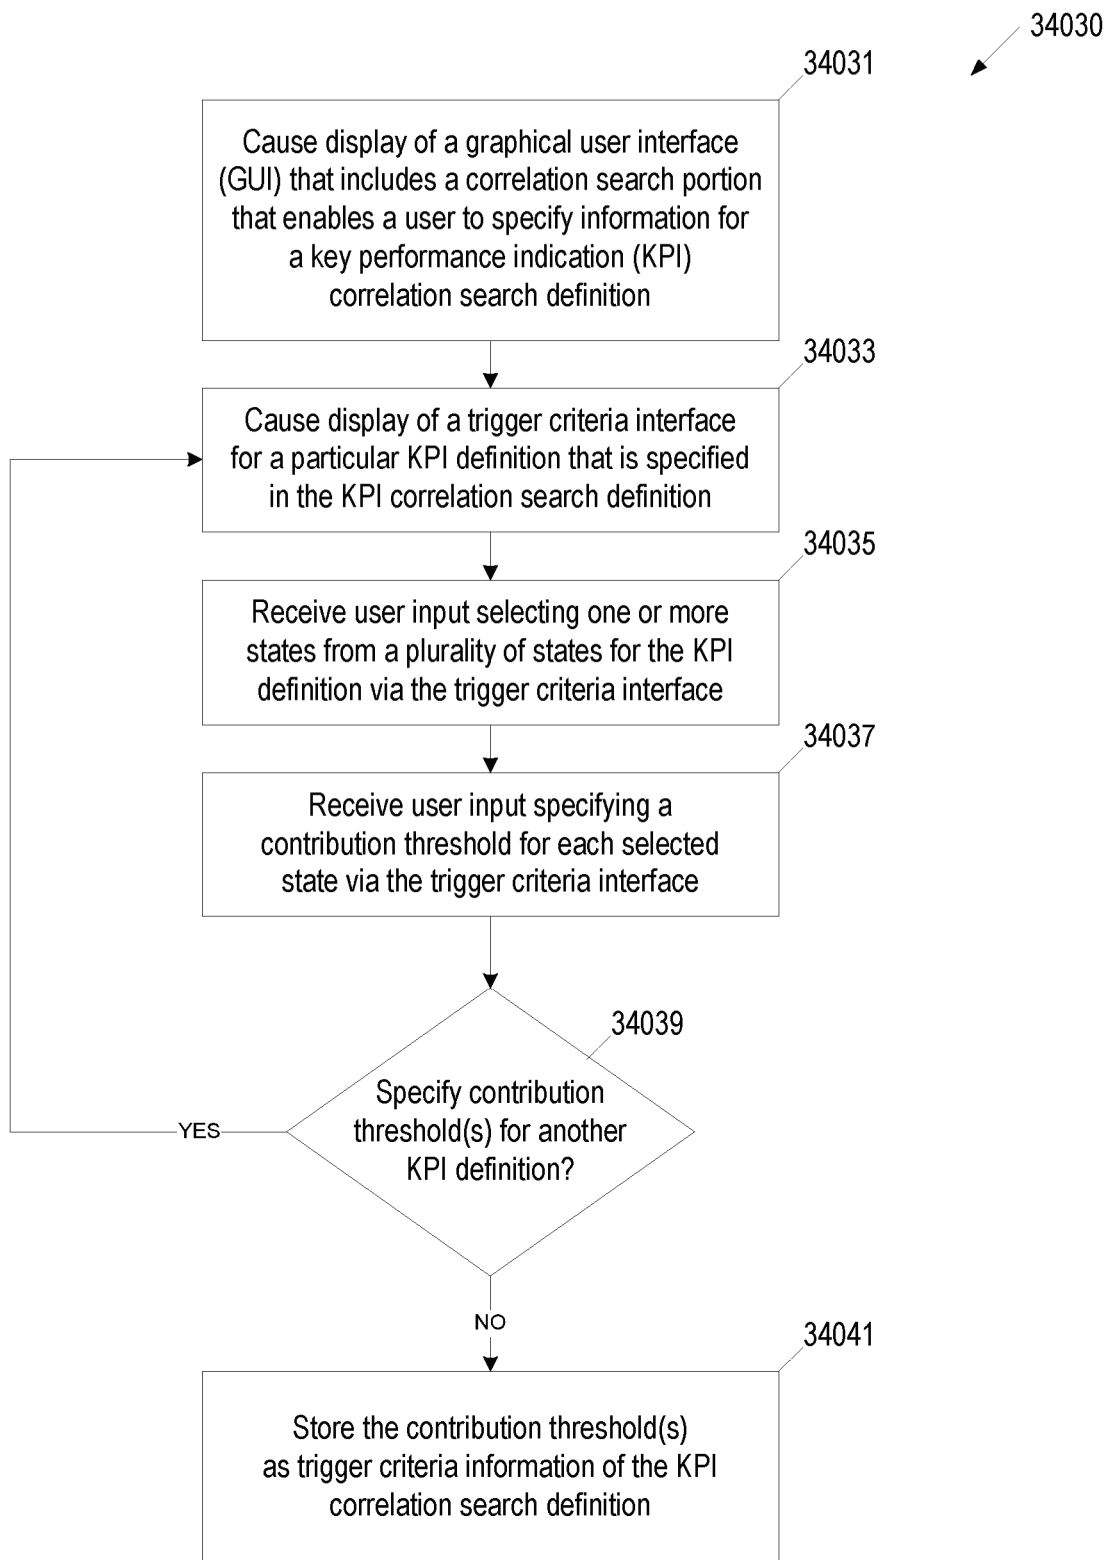 34030
34031
Cause display of a graphical user interface
(GUI) that includes a correlation search portion
that enables a user to specify information for
a key performance indication (KPI)
correlation search definition
34033
Cause display of a trigger criteria interface
for a particular KPI definition that is specified
in the KPI correlation search definition
34035
Receive user input selecting one or more
states from a plurality of states for the KPI
definition via the trigger criteria interface
34037
Receive user input specifying a
contribution threshold for each selected
state via the trigger criteria interface
34039
Specify contribution
threshold(s) for another
KPI definition?
YES
NO
34041
Store the contribution threshold(s)
as trigger criteria information of the KPI
correlation search definition